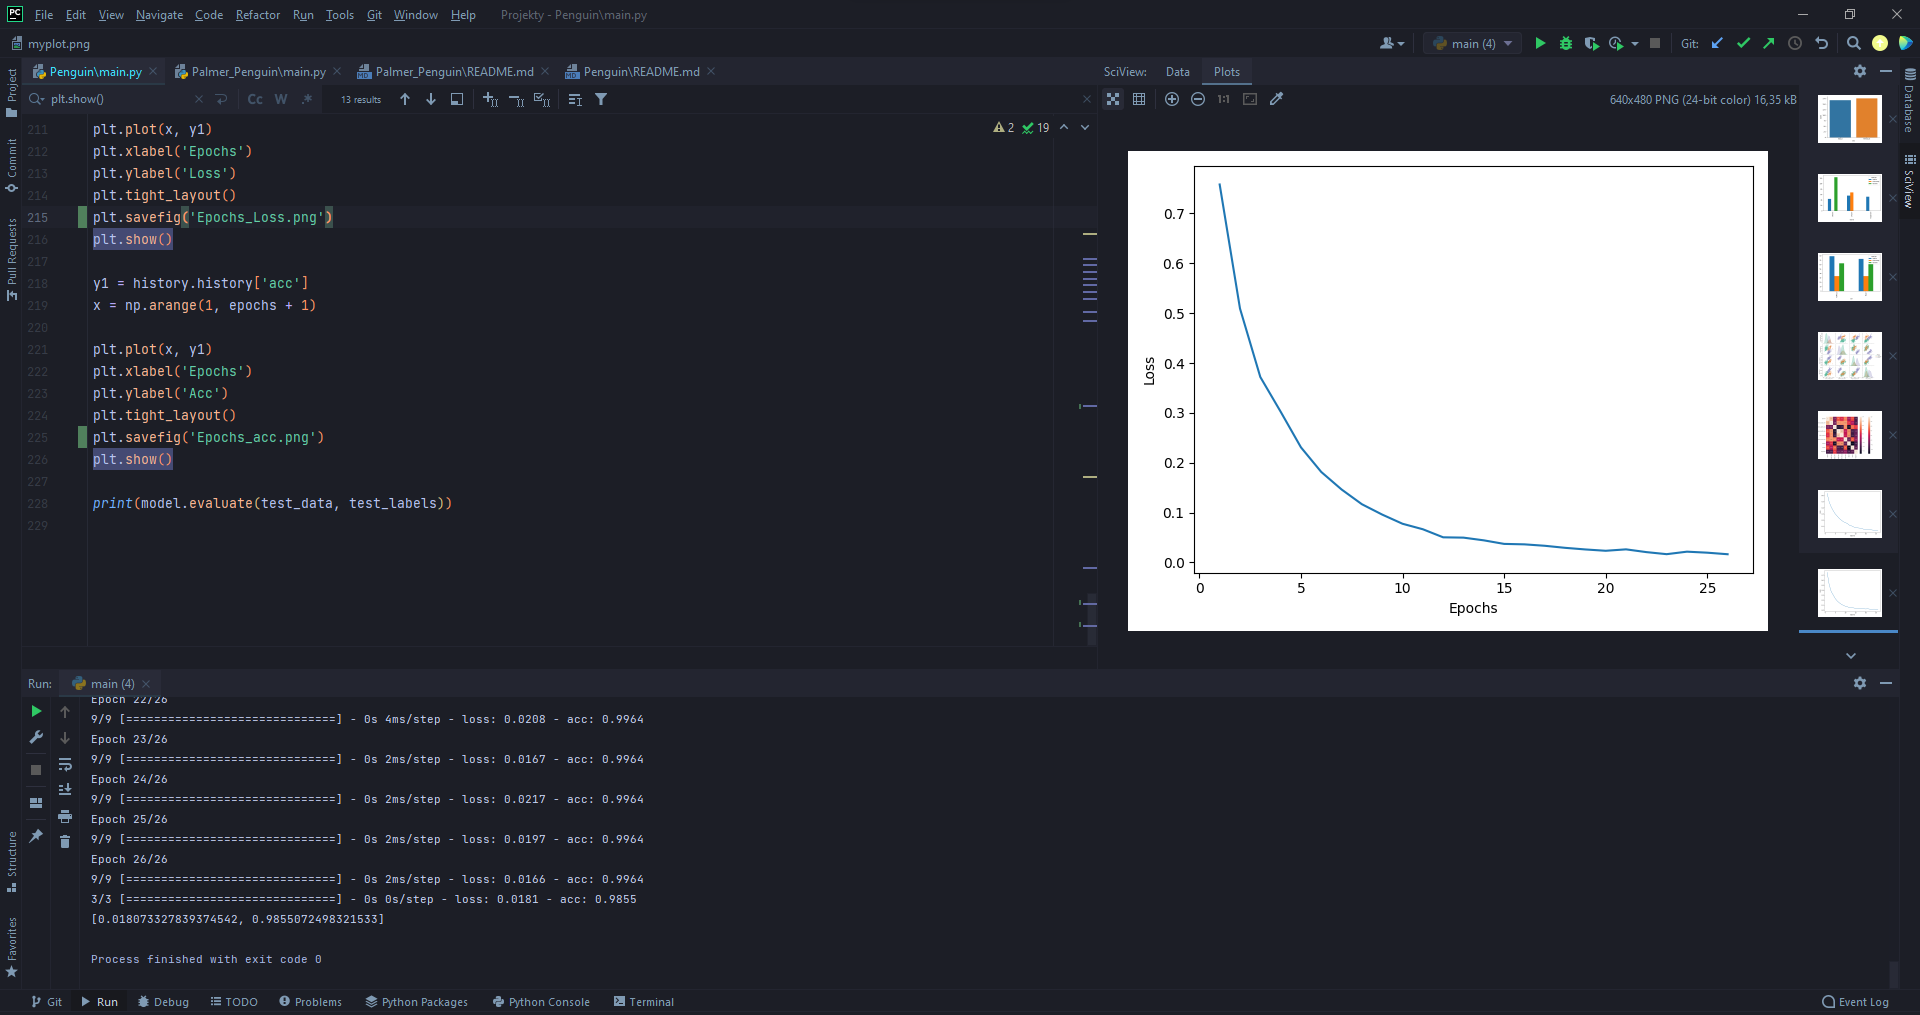 PC File Edit View Navigate Code Refactor Run Tools Git Window Help Projekty - Penguin\main.py
myplot.png
main (4) Git:
Penguin\main.py Palmer_Penguin\main.py Palmer_Penguin\README.md Penguin\README.md
SciView: Data Plots
plt.show() Cc W .* 13 results
1:1 640x480 PNG (24-bit color) 16,35 kB
Project
Commit
Pull Requests
Structure
Favorites
Database
SciView
2 19
211 plt.plot(x, y1)
212 plt.xlabel('Epochs')
213 plt.ylabel('Loss')
214 plt.tight_layout()
215 plt.savefig('Epochs_Loss.png')
216 plt.show()
217
218 y1 = history.history['acc']
219 x = np.arange(1, epochs + 1)
220
221 plt.plot(x, y1)
222 plt.xlabel('Epochs')
223 plt.ylabel('Acc')
224 plt.tight_layout()
225 plt.savefig('Epochs_acc.png')
226 plt.show()
227
228 print(model.evaluate(test_data, test_labels))
229
0.7
0.6
0.5
0.4
0.3
0.2
0.1
0.0
Loss
0 5 10 15 20 25
Epochs
Run: main (4)
Epoch 22/26
9/9 [==============================] - 0s 4ms/step - loss: 0.0208 - acc: 0.9964
Epoch 23/26
9/9 [==============================] - 0s 2ms/step - loss: 0.0167 - acc: 0.9964
Epoch 24/26
9/9 [==============================] - 0s 2ms/step - loss: 0.0217 - acc: 0.9964
Epoch 25/26
9/9 [==============================] - 0s 2ms/step - loss: 0.0197 - acc: 0.9964
Epoch 26/26
9/9 [==============================] - 0s 2ms/step - loss: 0.0166 - acc: 0.9964
3/3 [==============================] - 0s 0s/step - loss: 0.0181 - acc: 0.9855
[0.018073327839374542, 0.9855072498321533]
Process finished with exit code 0
Git Run Debug TODO Problems Python Packages Python Console Terminal Event Log